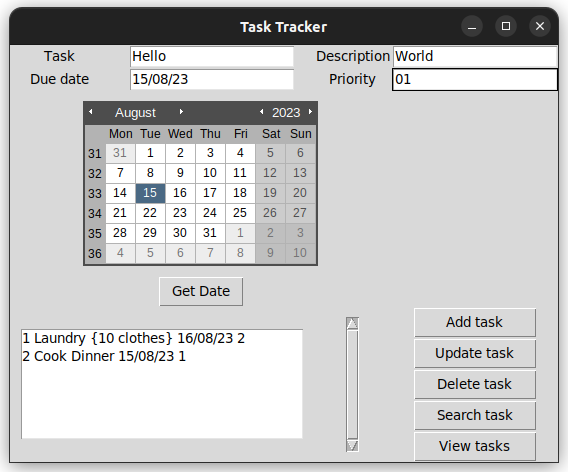 Task Tracker
Task Hello Description World
Due date 15/08/23 Priority 01
August 2023
Mon Tue Wed Thu Fri Sat Sun
31 31 1 2 3 4 5 6
32 7 8 9 10 11 12 13
33 14 15 16 17 18 19 20
34 21 22 23 24 25 26 27
35 28 29 30 31 1 2 3
36 4 5 6 7 8 9 10
Get Date
1 Laundry {10 clothes} 16/08/23 2
2 Cook Dinner 15/08/23 1
Add task
Update task
Delete task
Search task
View tasks